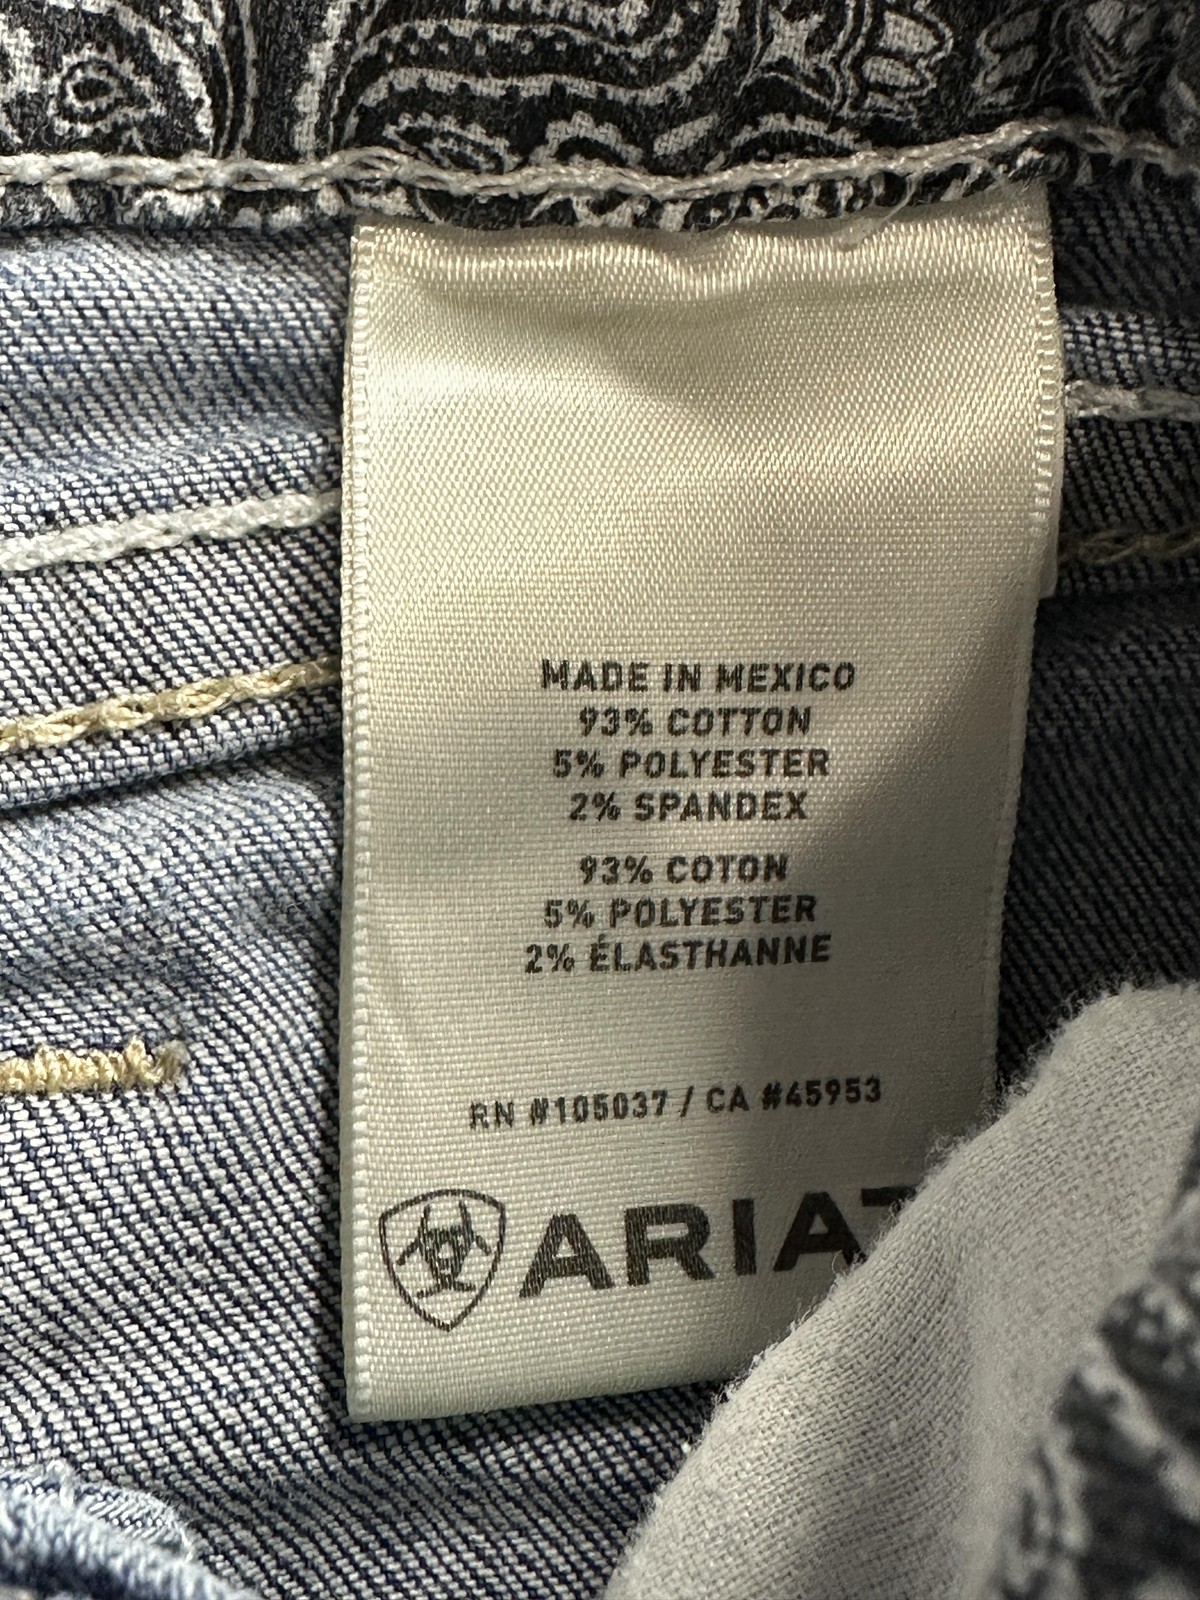 MADE IN MEXICO
93% COTTON
5% POLYESTER
2% SPANDEX
93% COTON
5% POLYESTER
2% ÉLASTHANNE
RN #105037 / CA #45953
ARIAT